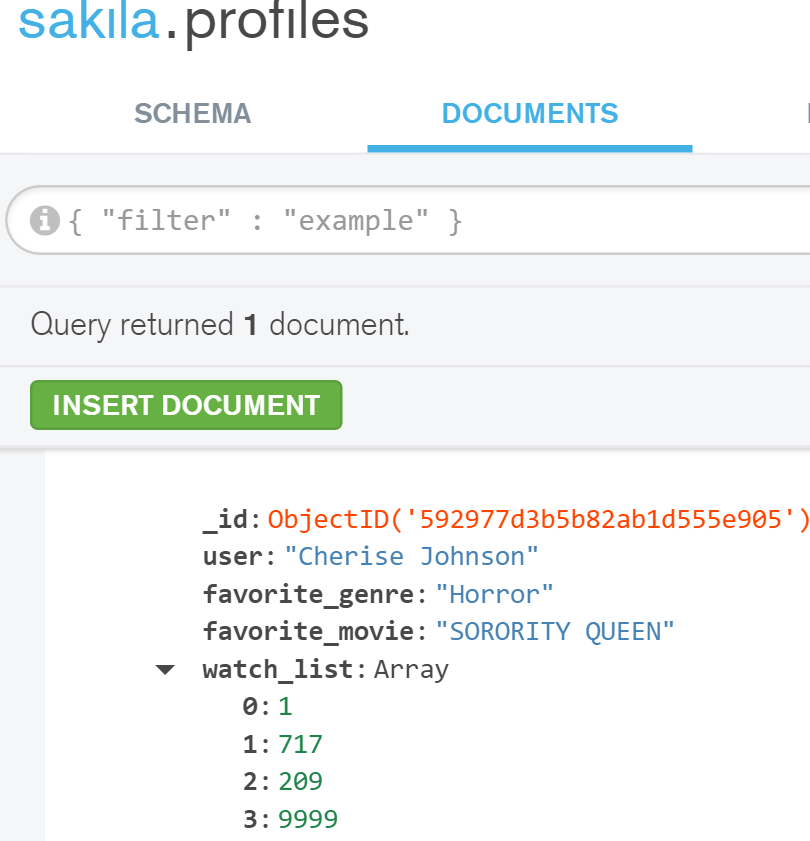 sakila.profiles
SCHEMA DOCUMENTS
{ "filter" : "example" }
Query returned 1 document.
INSERT DOCUMENT
_id: ObjectID('592977d3b5b82ab1d555e905')
user: "Cherise Johnson"
favorite_genre: "Horror"
favorite_movie: "SORORITY QUEEN"
watch_list: Array
0: 1
1: 717
2: 209
3: 9999